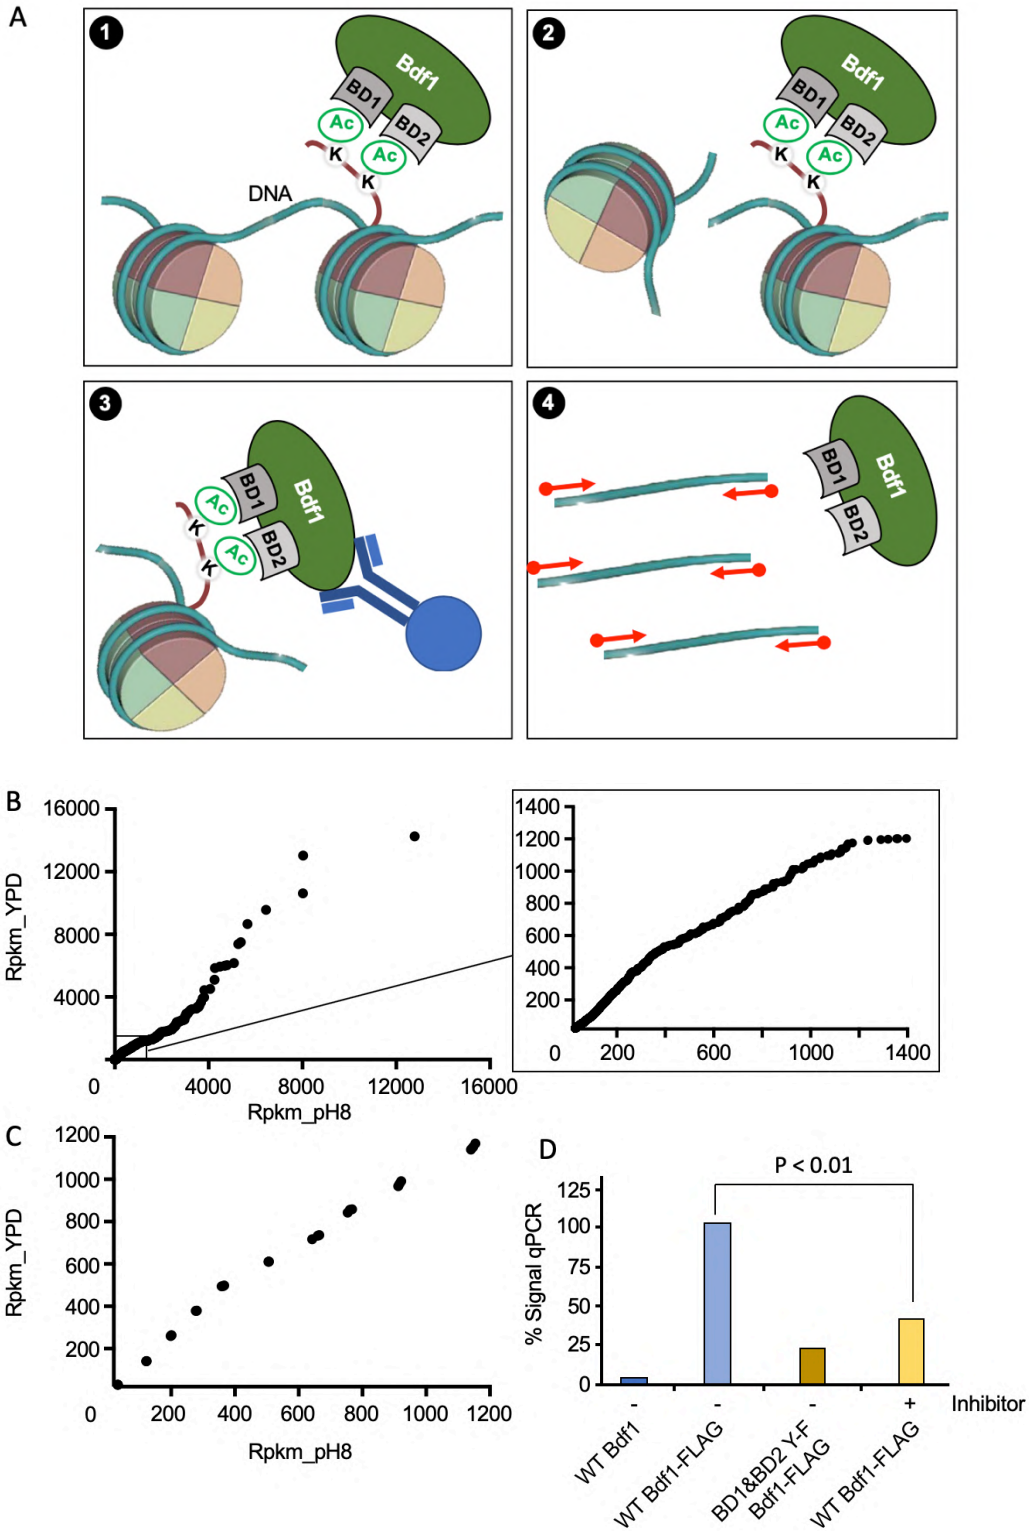 A
1
Bdf1
BD1
BD2
Ac
Ac
K
K
DNA
2
Bdf1
BD1
BD2
Ac
Ac
K
K
3
Bdf1
BD1
BD2
Ac
Ac
K
K
4
Bdf1
BD1
BD2
B
Rpkm_YPD
16000
12000
8000
4000
0
4000
8000
12000
16000
Rpkm_pH8
1400
1200
1000
800
600
400
200
0
200
600
1000
1400
C
Rpkm_YPD
1200
1000
800
600
400
200
0
200
400
600
800
1000
1200
Rpkm_pH8
D
P < 0.01
% Signal qPCR
125
100
75
50
25
0
- - - + Inhibitor
WT Bdf1
WT Bdf1-FLAG
BD1&BD2 Y-F
Bdf1-FLAG
WT Bdf1-FLAG